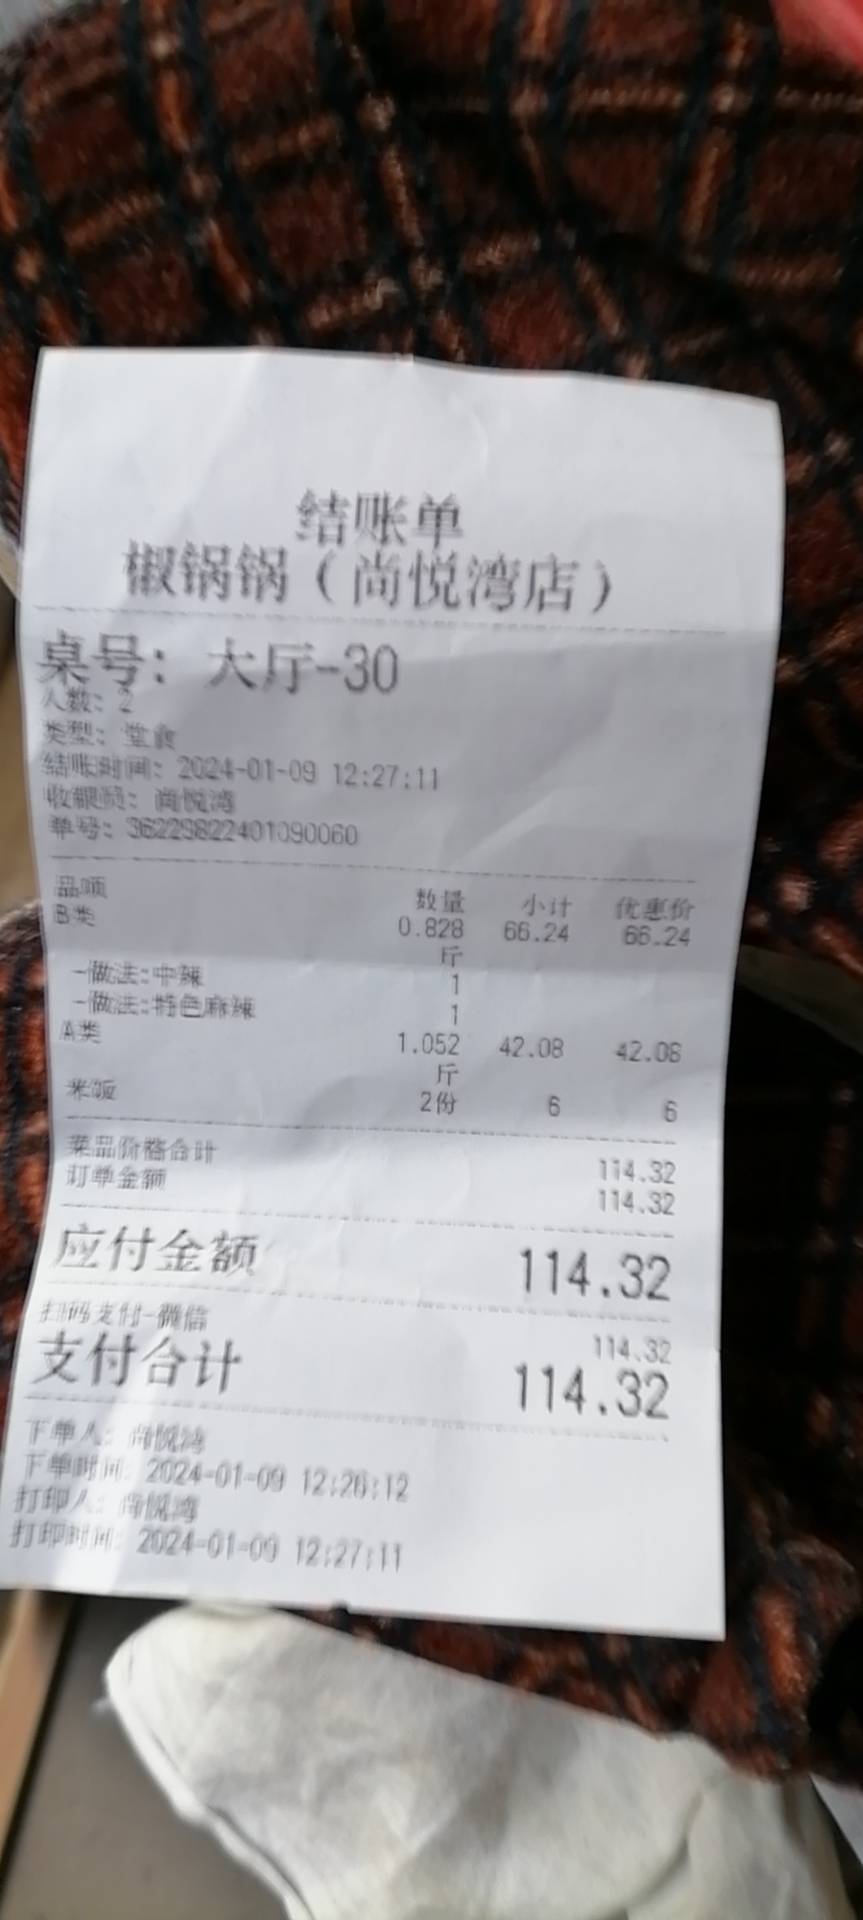 结账单
椒锅锅（尚悦湾店）
桌号：大厅-30
人数：2
类型：堂食
结账时间：2024-01-09 12:27:11
收银员：尚悦湾
单号：36229822401090060
品项 数量 小计 优惠价
B类 0.828 66.24 66.24
斤
-做法:中辣 1
-做法:特色麻辣 1
A类 1.052 42.08 42.08
斤
米饭 2份 6 6
菜品价格合计 114.32
订单金额 114.32
应付金额 114.32
扫码支付-微信 114.32
支付合计 114.32
下单人：尚悦湾
下单时间：2024-01-09 12:26:12
打印人：尚悦湾
打印时间：2024-01-09 12:27:11